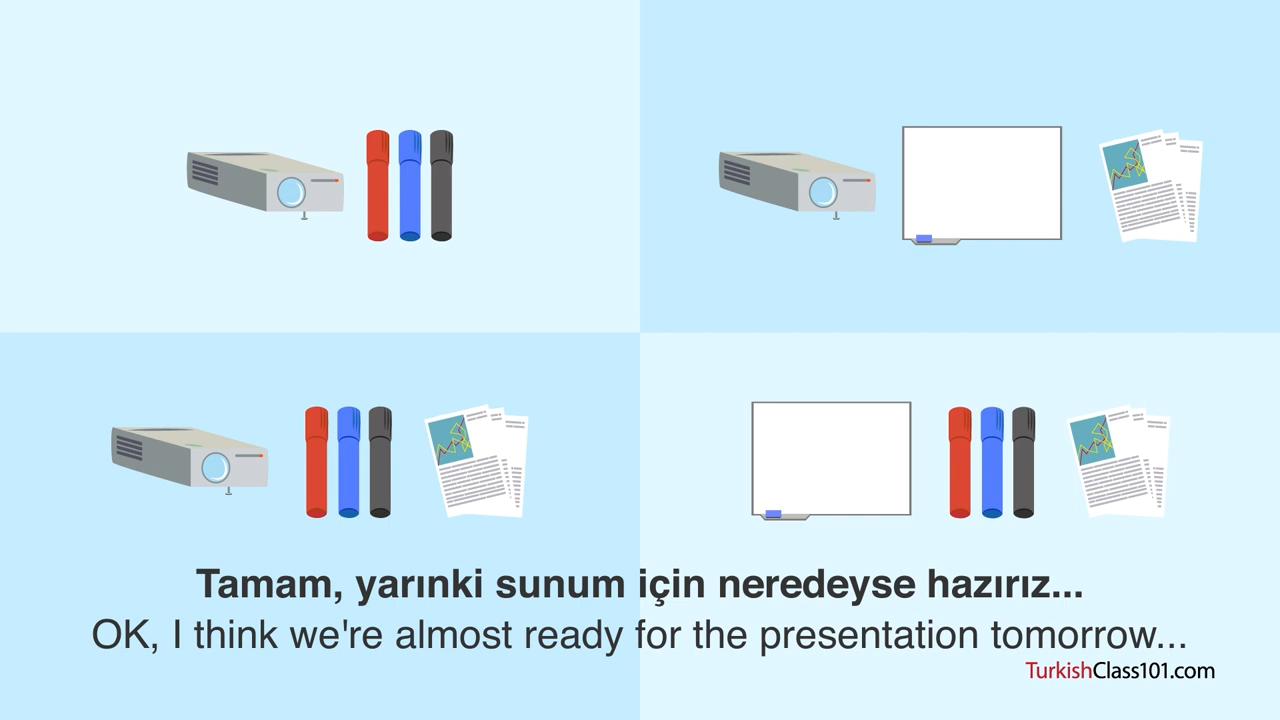 Tamam, yarınki sunum için neredeyse hazırız...
OK, I think we're almost ready for the presentation tomorrow...
TurkishClass101.com